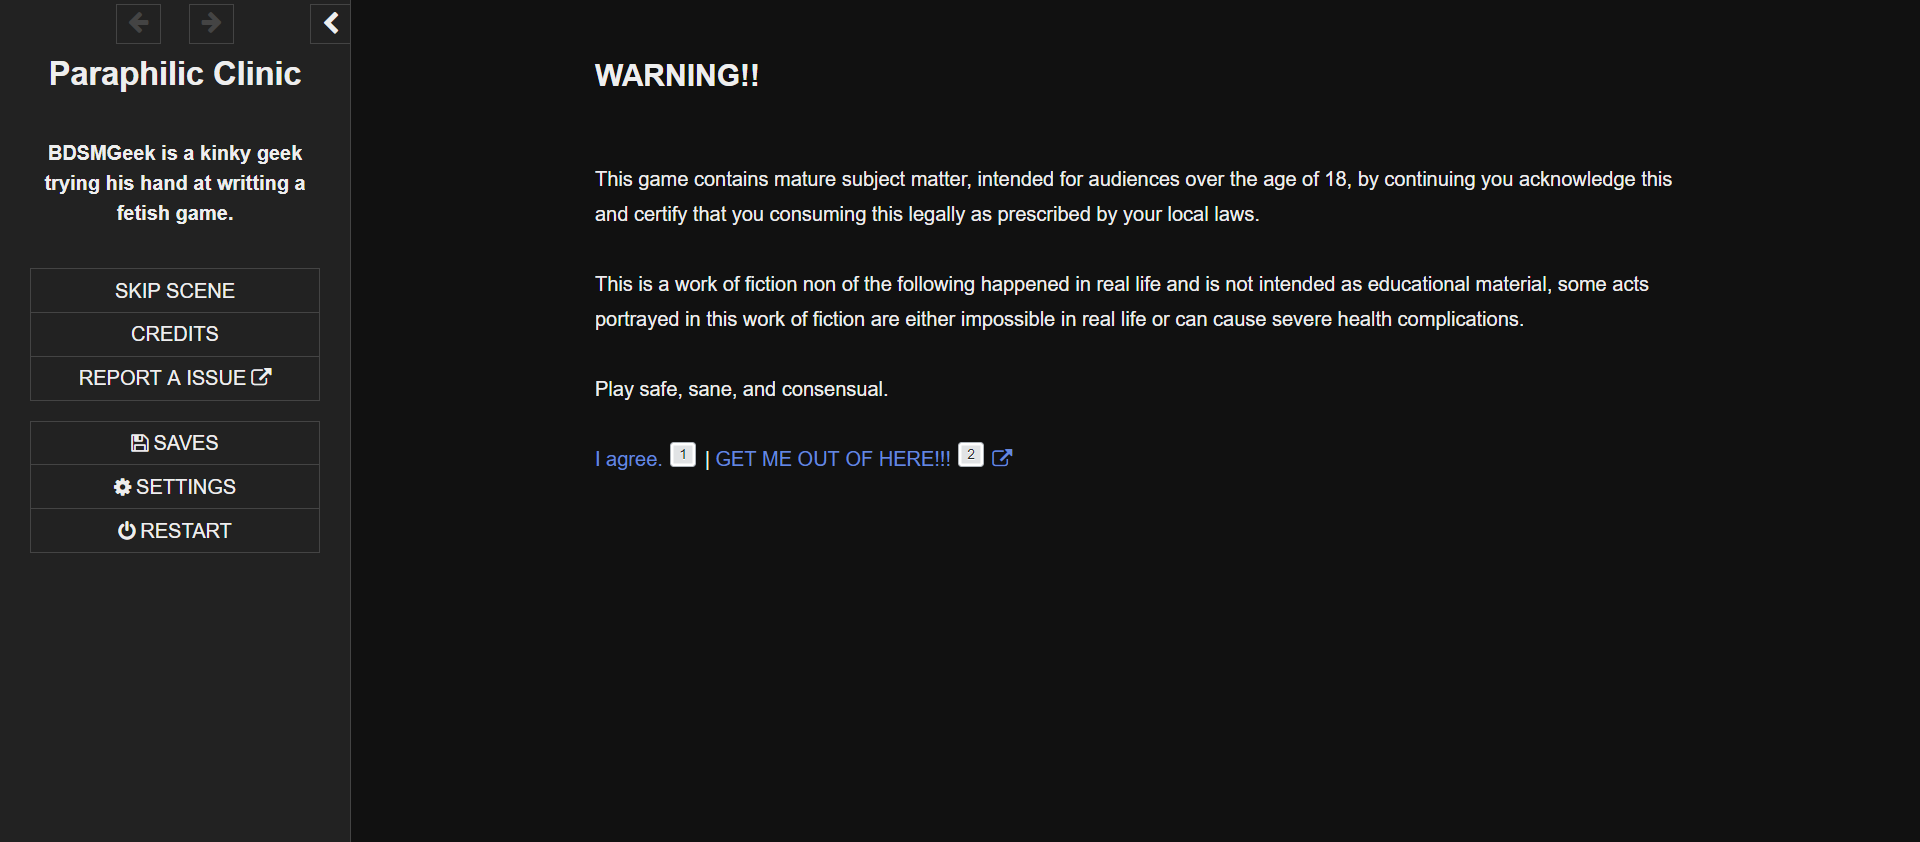 Paraphilic Clinic
BDSMGeek is a kinky geek
trying his hand at writting a
fetish game.
SKIP SCENE
CREDITS
REPORT A ISSUE
SAVES
SETTINGS
RESTART
WARNING!!
This game contains mature subject matter, intended for audiences over the age of 18, by continuing you acknowledge this
and certify that you consuming this legally as prescribed by your local laws.
This is a work of fiction non of the following happened in real life and is not intended as educational material, some acts
portrayed in this work of fiction are either impossible in real life or can cause severe health complications.
Play safe, sane, and consensual.
I agree. 1 | GET ME OUT OF HERE!!! 2